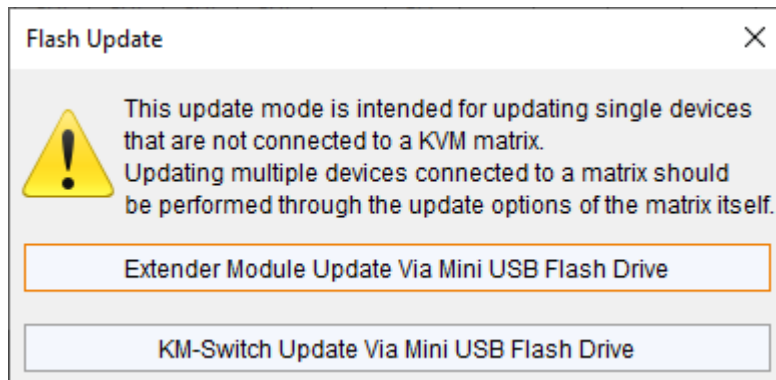 Flash Update
This update mode is intended for updating single devices
that are not connected to a KVM matrix.
Updating multiple devices connected to a matrix should
be performed through the update options of the matrix itself.
Extender Module Update Via Mini USB Flash Drive
KM-Switch Update Via Mini USB Flash Drive